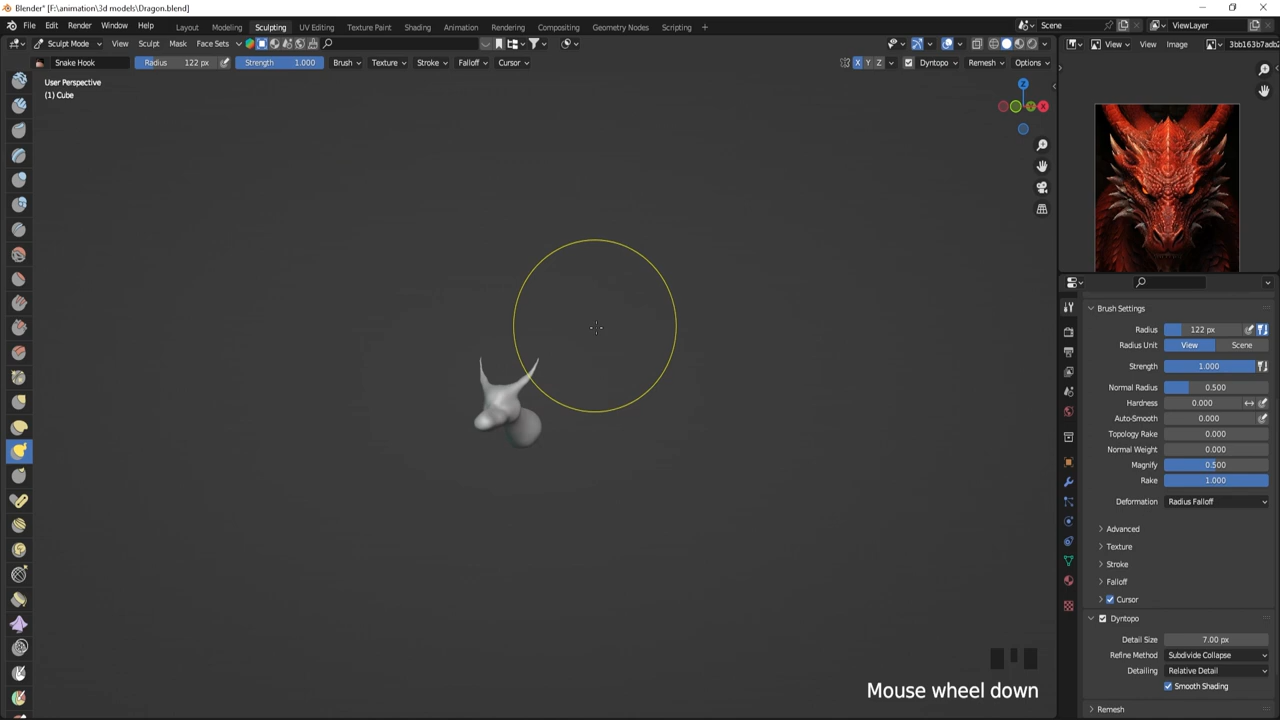 Blender* [F:\animation\3d models\Dragon.blend]
File Edit Render Window Help Layout Modeling Sculpting UV Editing Texture Paint Shading Animation Rendering Compositing Geometry Nodes Scripting + Scene ViewLayer
Sculpt Mode View Sculpt Mask Face Sets View View Image 3bb163b7adb2
Snake Hook Radius 122 px Strength 1.000 Brush Texture Stroke Falloff Cursor X Y Z Dyntopo Remesh Options
User Perspective
(1) Cube
Z
Y X
Brush Settings
Radius 122 px
Radius Unit View Scene
Strength 1.000
Normal Radius 0.500
Hardness 0.000
Auto-Smooth 0.000
Topology Rake 0.000
Normal Weight 0.000
Magnify 0.500
Rake 1.000
Deformation Radius Falloff
Advanced
Texture
Stroke
Falloff
Cursor
Dyntopo
Detail Size 7.00 px
Refine Method Subdivide Collapse
Detailing Relative Detail
Smooth Shading
Remesh
Mouse wheel down